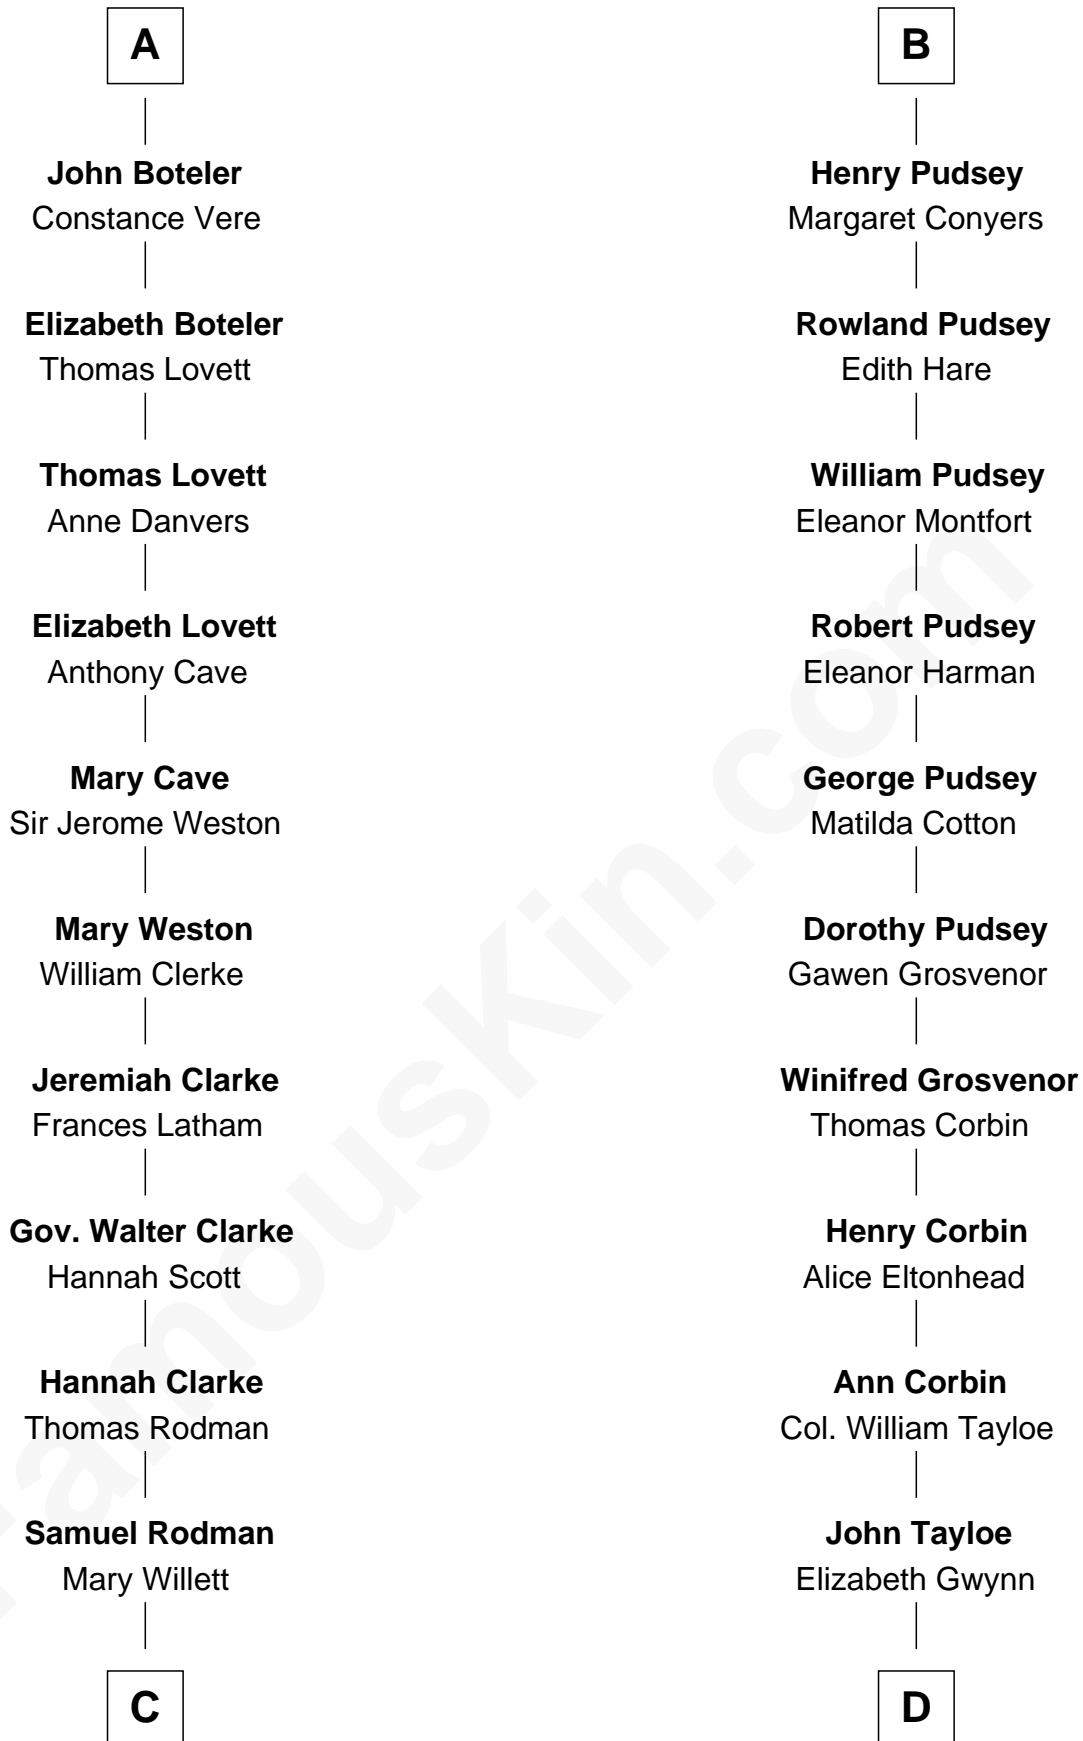 A
John Boteler
Constance Vere
Elizabeth Boteler
Thomas Lovett
Thomas Lovett
Anne Danvers
Elizabeth Lovett
Anthony Cave
Mary Cave
Sir Jerome Weston
Mary Weston
William Clerke
Jeremiah Clarke
Frances Latham
Gov. Walter Clarke
Hannah Scott
Hannah Clarke
Thomas Rodman
Samuel Rodman
Mary Willett
C
B
Henry Pudsey
Margaret Conyers
Rowland Pudsey
Edith Hare
William Pudsey
Eleanor Montfort
Robert Pudsey
Eleanor Harman
George Pudsey
Matilda Cotton
Dorothy Pudsey
Gawen Grosvenor
Winifred Grosvenor
Thomas Corbin
Henry Corbin
Alice Eltonhead
Ann Corbin
Col. William Tayloe
John Tayloe
Elizabeth Gwynn
D
FamousKin.com